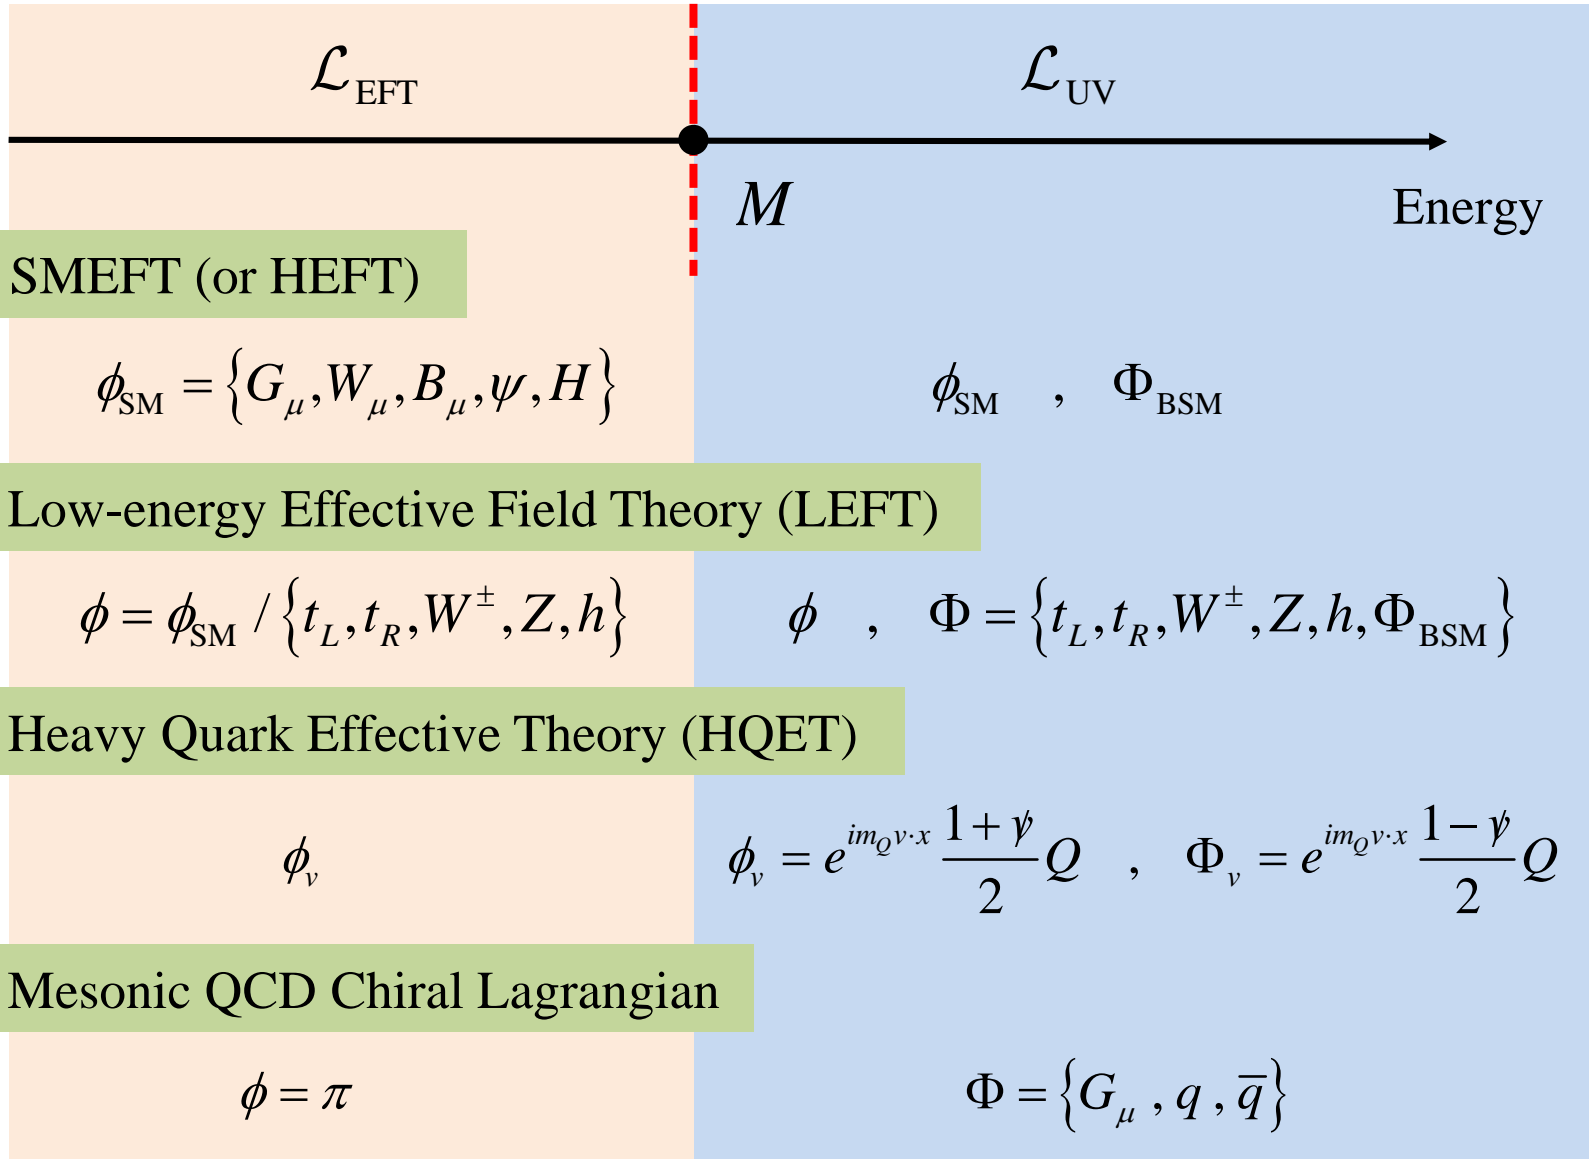 ℒ_EFT ℒ_UV
M Energy
SMEFT (or HEFT)
ϕ_SM = {G_μ, W_μ, B_μ, ψ, H} ϕ_SM , Φ_BSM
Low-energy Effective Field Theory (LEFT)
ϕ = ϕ_SM / {t_L, t_R, W^±, Z, h} ϕ , Φ = {t_L, t_R, W^±, Z, h, Φ_BSM}
Heavy Quark Effective Theory (HQET)
ϕ_v ϕ_v = e^{im_Q v·x} \frac{1+v̸}{2} Q , Φ_v = e^{im_Q v·x} \frac{1−v̸}{2} Q
Mesonic QCD Chiral Lagrangian
ϕ = π Φ = {G_μ , q , q̅}